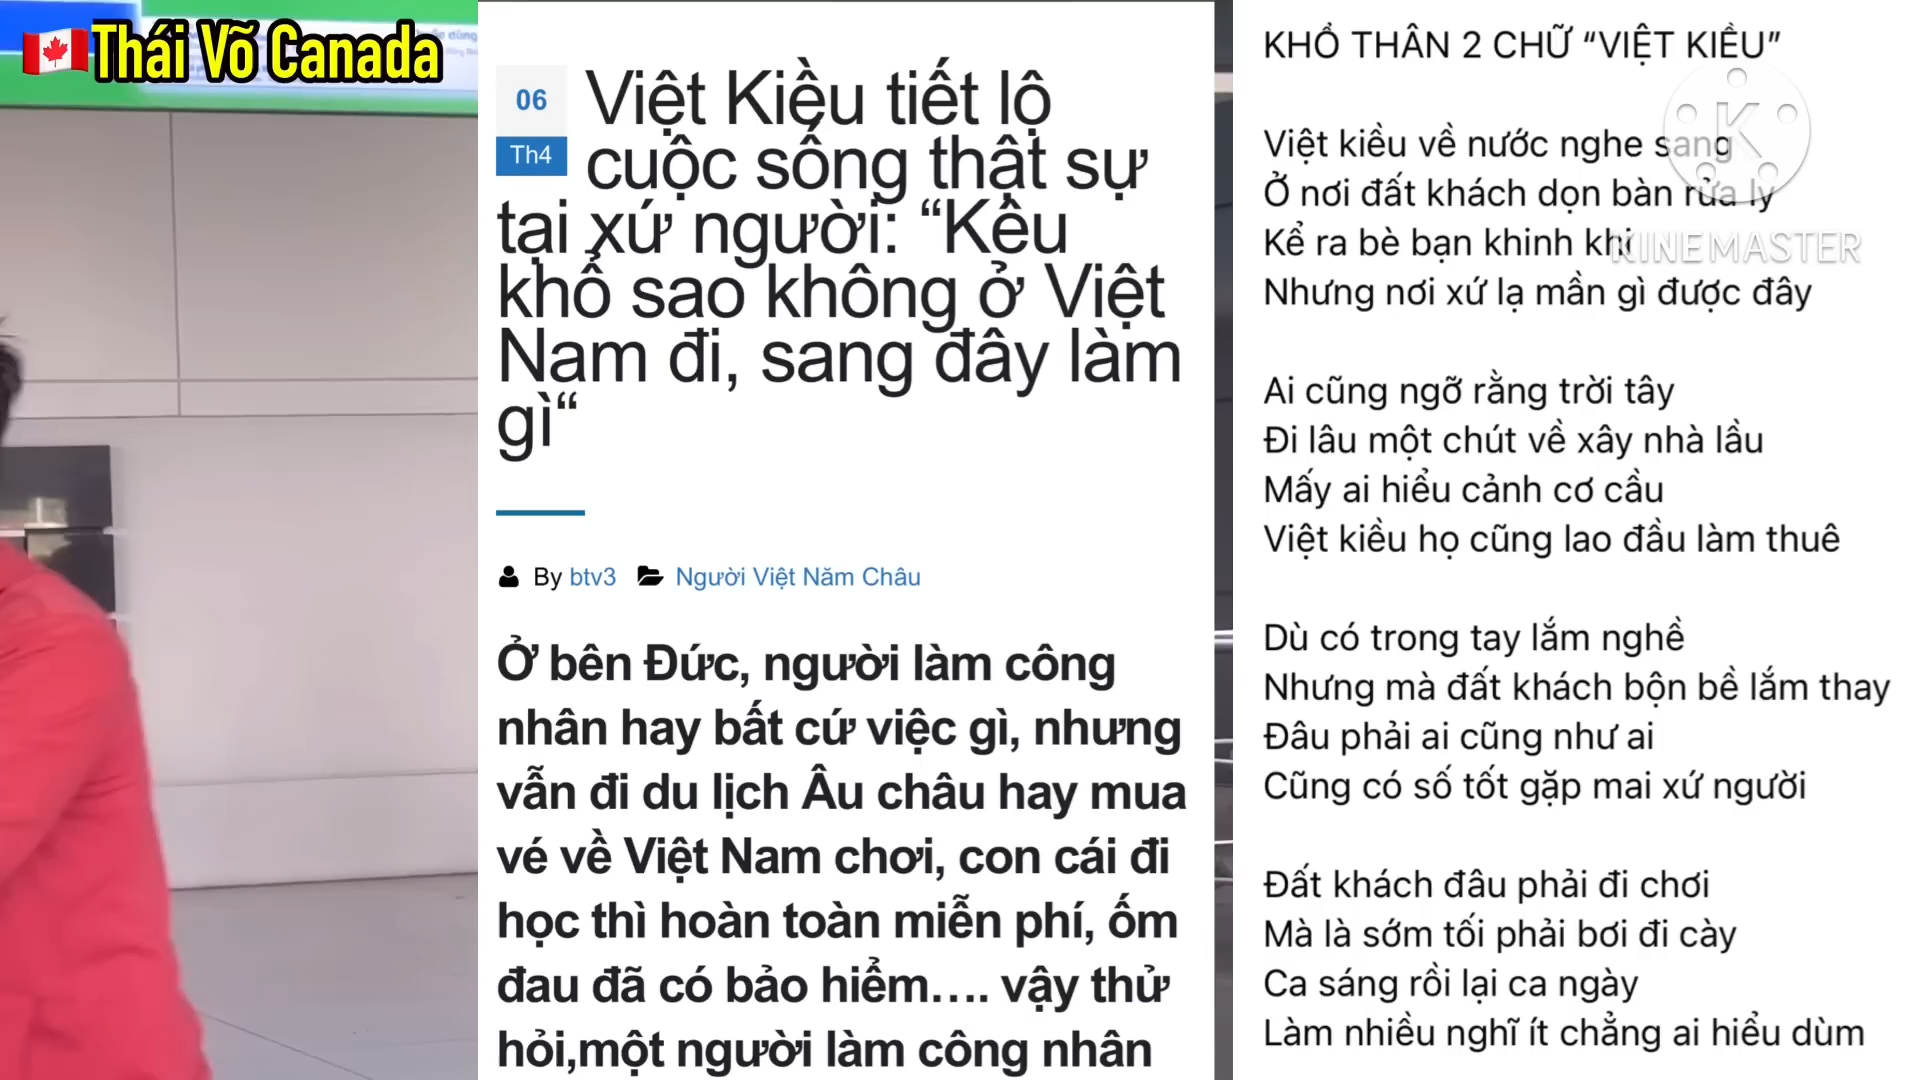 Thái Võ Canada
06
Th4
Việt Kiều tiết lộ
cuộc sống thật sự
tại xứ người: “Kêu
khổ sao không ở Việt
Nam đi, sang đây làm
gì“
By btv3 Người Việt Năm Châu
Ở bên Đức, người làm công
nhân hay bất cứ việc gì, nhưng
vẫn đi du lịch Âu châu hay mua
vé về Việt Nam chơi, con cái đi
học thì hoàn toàn miễn phí, ốm
đau đã có bảo hiểm…. vậy thử
hỏi,một người làm công nhân
KHỔ THÂN 2 CHỮ “VIỆT KIỀU”
Việt kiều về nước nghe sang
Ở nơi đất khách dọn bàn rửa ly
Kể ra bè bạn khinh khi
Nhưng nơi xứ lạ mần gì được đây
Ai cũng ngỡ rằng trời tây
Đi lâu một chút về xây nhà lầu
Mấy ai hiểu cảnh cơ cầu
Việt kiều họ cũng lao đầu làm thuê
Dù có trong tay lắm nghề
Nhưng mà đất khách bộn bề lắm thay
Đâu phải ai cũng như ai
Cũng có số tốt gặp mai xứ người
Đất khách đâu phải đi chơi
Mà là sớm tối phải bơi đi cày
Ca sáng rồi lại ca ngày
Làm nhiều nghĩ ít chẳng ai hiểu dùm
K
KINEMASTER